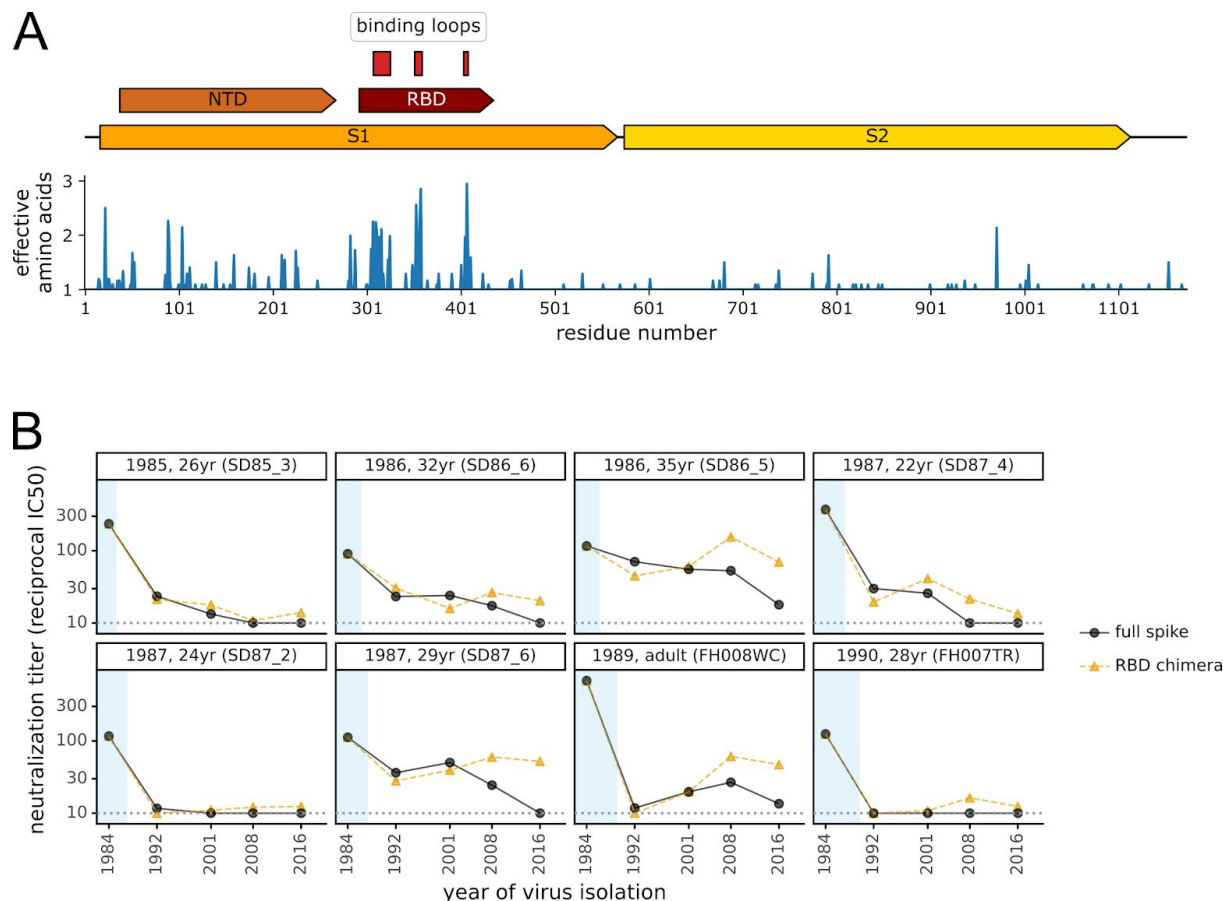 A
binding loops
NTD
RBD
S1
S2
effective
amino acids
3
2
1
1
101
201
301
401
501
601
701
801
901
1001
1101
residue number
B
neutralization titer (reciprocal IC50)
1985, 26yr (SD85_3)
1986, 32yr (SD86_6)
1986, 35yr (SD86_5)
1987, 22yr (SD87_4)
300
100
30
10
1987, 24yr (SD87_2)
1987, 29yr (SD87_6)
1989, adult (FH008WC)
1990, 28yr (FH007TR)
300
100
30
10
1984
1992
2001
2008
2016
1984
1992
2001
2008
2016
1984
1992
2001
2008
2016
1984
1992
2001
2008
2016
year of virus isolation
full spike
RBD chimera